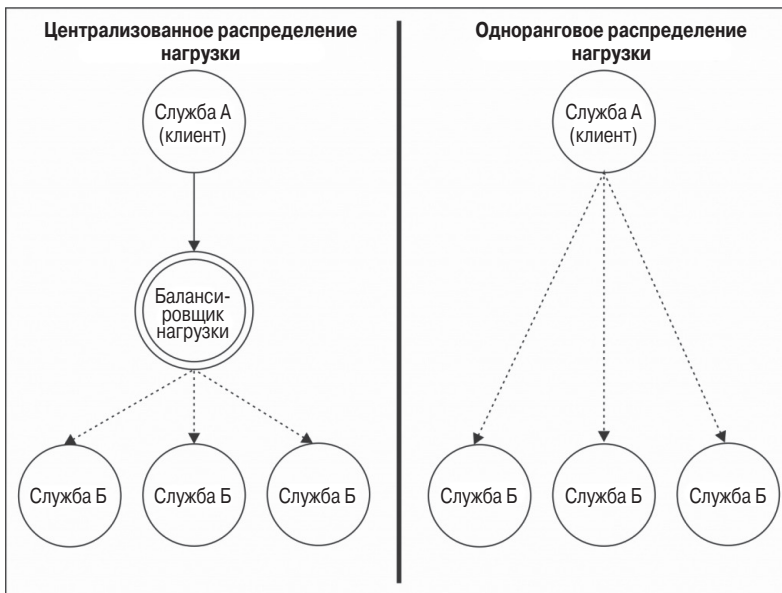 Централизованное распределение
нагрузки
Служба А
(клиент)
Баланси-
ровщик
нагрузки
Служба Б
Служба Б
Служба Б
Одноранговое распределение
нагрузки
Служба А
(клиент)
Служба Б
Служба Б
Служба Б